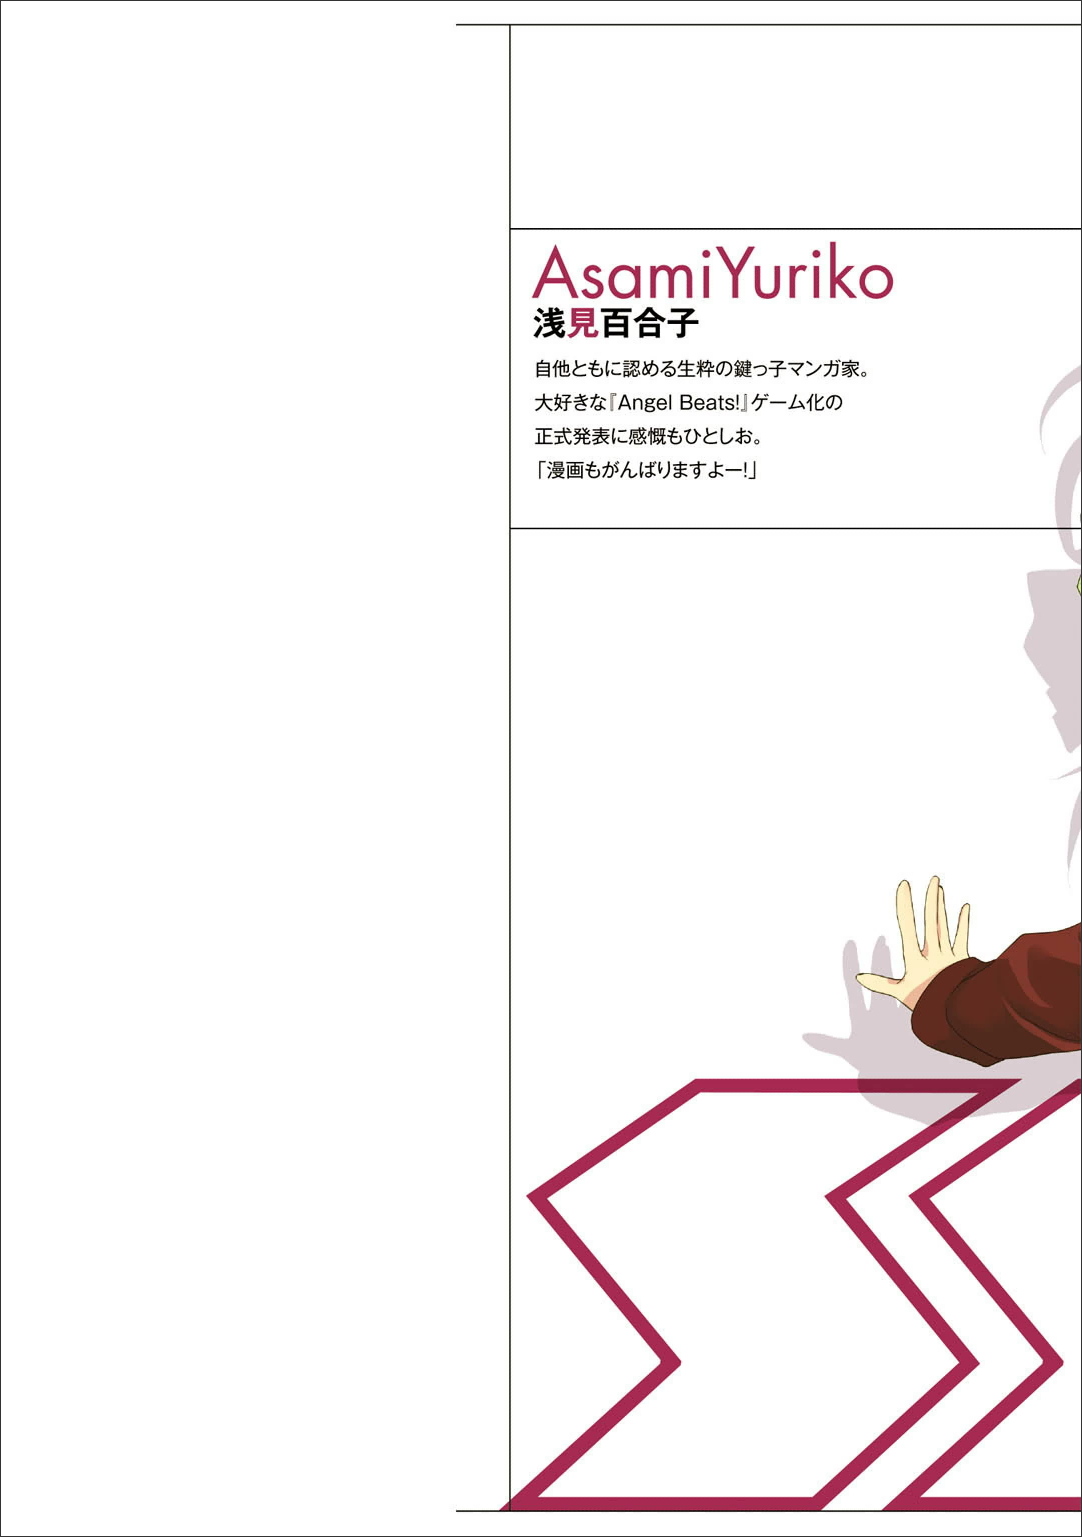 AsamiYuriko
浅見百合子
自他ともに認める生粋の鍵っ子マンガ家。
大好きな『Angel Beats!』ゲーム化の
正式発表に感慨もひとしお。
「漫画もがんばりますよー!」